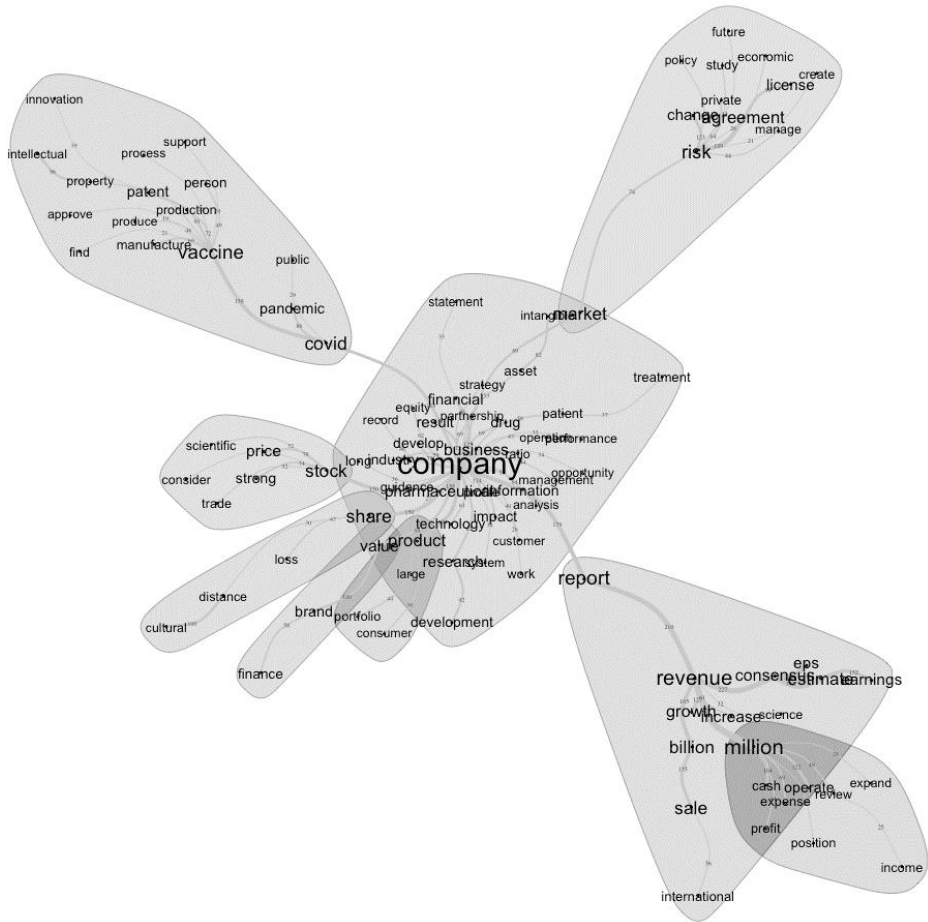 future
policy
economic
study
create
license
private
change
agreement
manage
risk
innovation
support
intellectual
process
property
person
patent
approve
production
produce
manufacture
find
vaccine
public
pandemic
covid
statement
intangible
market
asset
treatment
strategy
financial
equity
partnership
record
result
drug
patient
develop
operation
performance
business
ratio
scientific
price
long
industry
company
stock
consider
strong
opportunity
management
guidance
pharmaceutical
information
trade
analysis
share
impact
technology
value
product
customer
loss
research
system
large
work
report
distance
brand
portfolio
cultural
consumer
development
finance
eps
revenue
consensus
estimate
earnings
growth
increase
science
billion
million
cash
operate
expand
review
expense
sale
profit
position
income
international